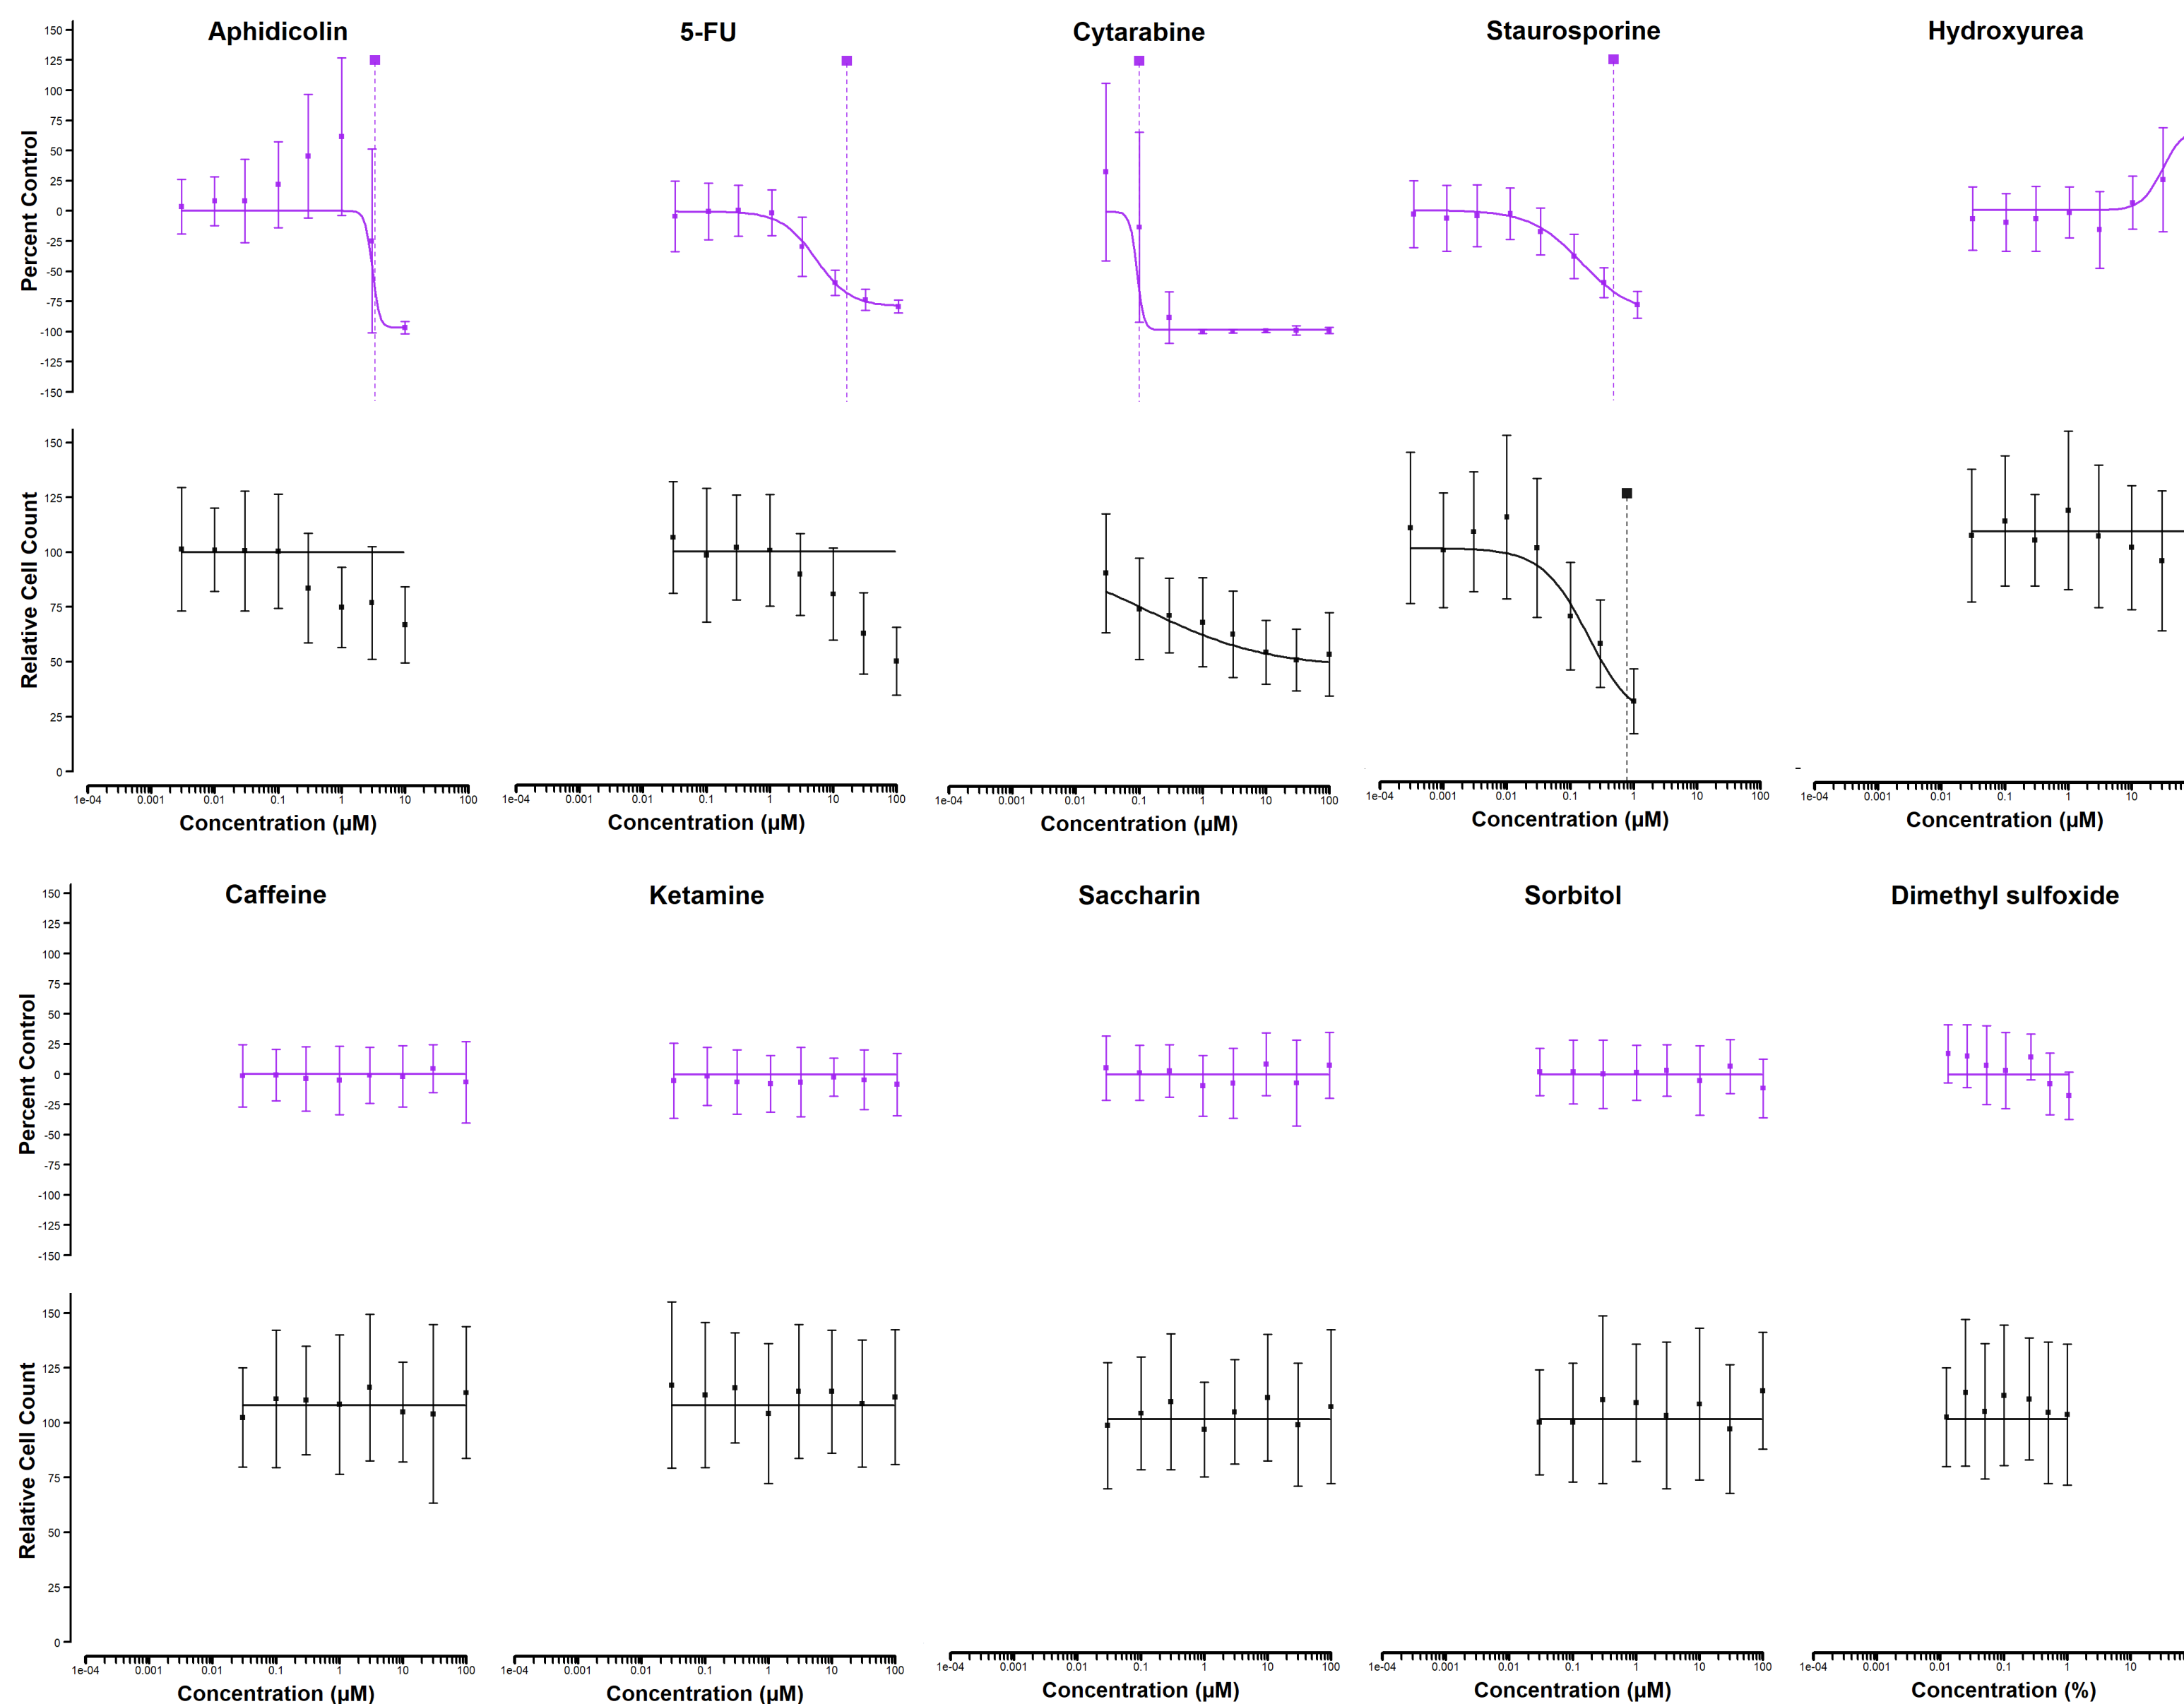 Aphidicolin 5-FU Cytarabine Staurosporine Hydroxyurea
Percent Control
150
125
100
75
50
25
0
-25
-50
-75
-100
-125
-150
Relative Cell Count
150
125
100
75
50
25
0
1e-04 0.001 0.01 0.1 1 10 100
1e-04 0.001 0.01 0.1 1 10 100
1e-04 0.001 0.01 0.1 1 10 100
1e-04 0.001 0.01 0.1 1 10 100
1e-04 0.001 0.01 0.1 1 10
Concentration (µM) Concentration (µM) Concentration (µM) Concentration (µM) Concentration (µM)
Caffeine Ketamine Saccharin Sorbitol Dimethyl sulfoxide
Percent Control
150
125
100
75
50
25
0
-25
-50
-75
-100
-125
-150
Relative Cell Count
150
125
100
75
50
25
0
1e-04 0.001 0.01 0.1 1 10 100
1e-04 0.001 0.01 0.1 1 10 100
1e-04 0.001 0.01 0.1 1 10 100
1e-04 0.001 0.01 0.1 1 10 100
1e-04 0.001 0.01 0.1 1 10
Concentration (µM) Concentration (µM) Concentration (µM) Concentration (µM) Concentration (%)